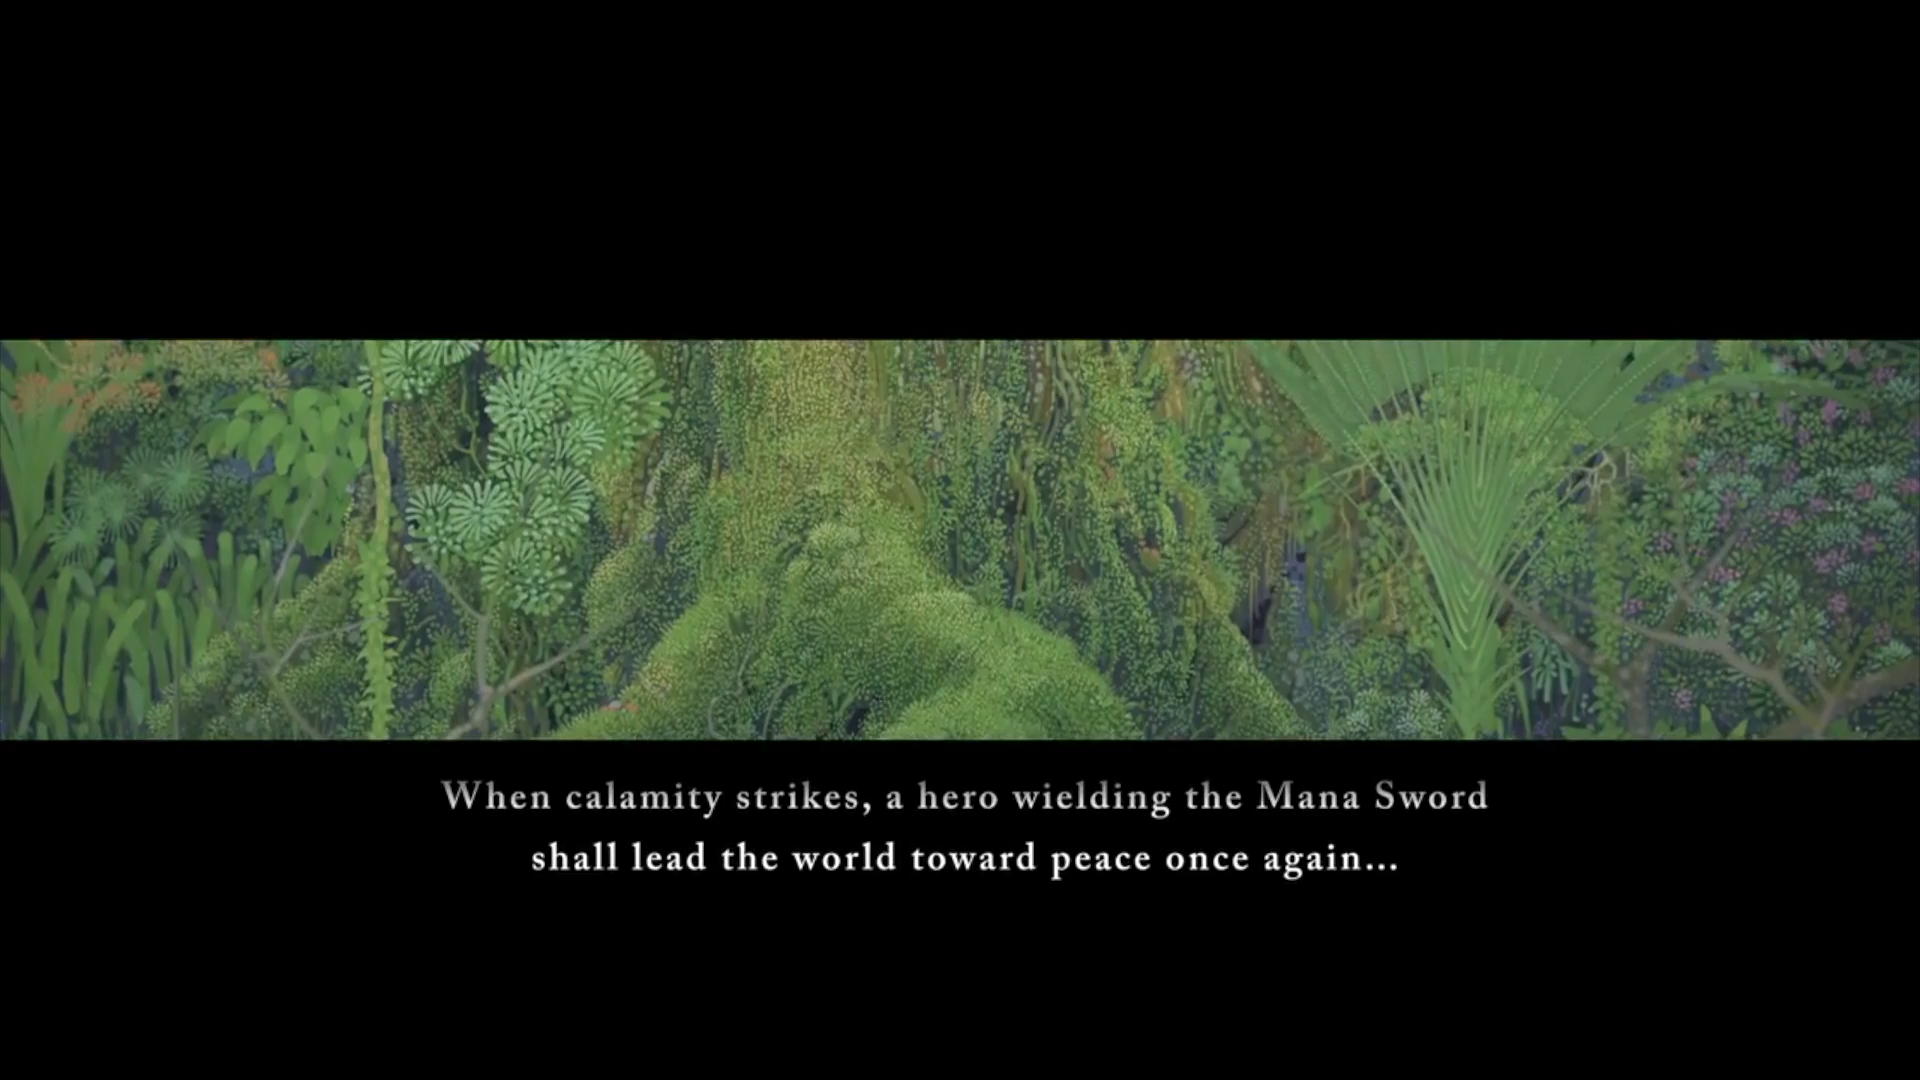 When calamity strikes, a hero wielding the Mana Sword
shall lead the world toward peace once again...